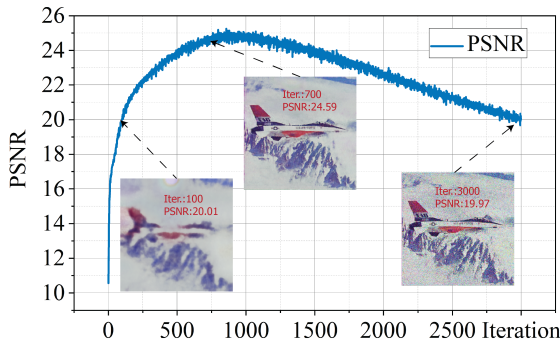 26
24
22
20
18
16
14
12
10
PSNR
PSNR
Iter.:700
PSNR:24.59
Iter.:100
PSNR:20.01
Iter.:3000
PSNR:19.97
0 500 1000 1500 2000 2500 Iteration